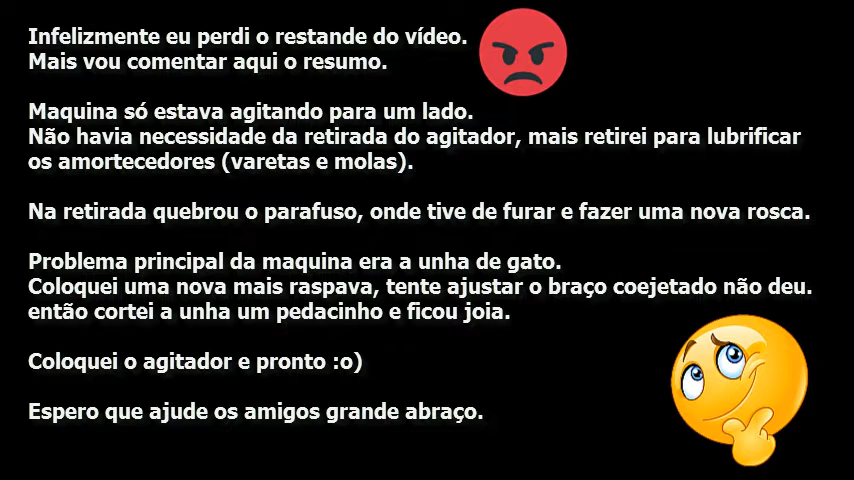 Infelizmente eu perdi o restande do vídeo.
Mais vou comentar aqui o resumo.
Maquina só estava agitando para um lado.
Não havia necessidade da retirada do agitador, mais retirei para lubrificar
os amortecedores (varetas e molas).
Na retirada quebrou o parafuso, onde tive de furar e fazer uma nova rosca.
Problema principal da maquina era a unha de gato.
Coloquei uma nova mais raspava, tente ajustar o braço coejetado não deu.
então cortei a unha um pedacinho e ficou joia.
Coloquei o agitador e pronto :o)
Espero que ajude os amigos grande abraço.